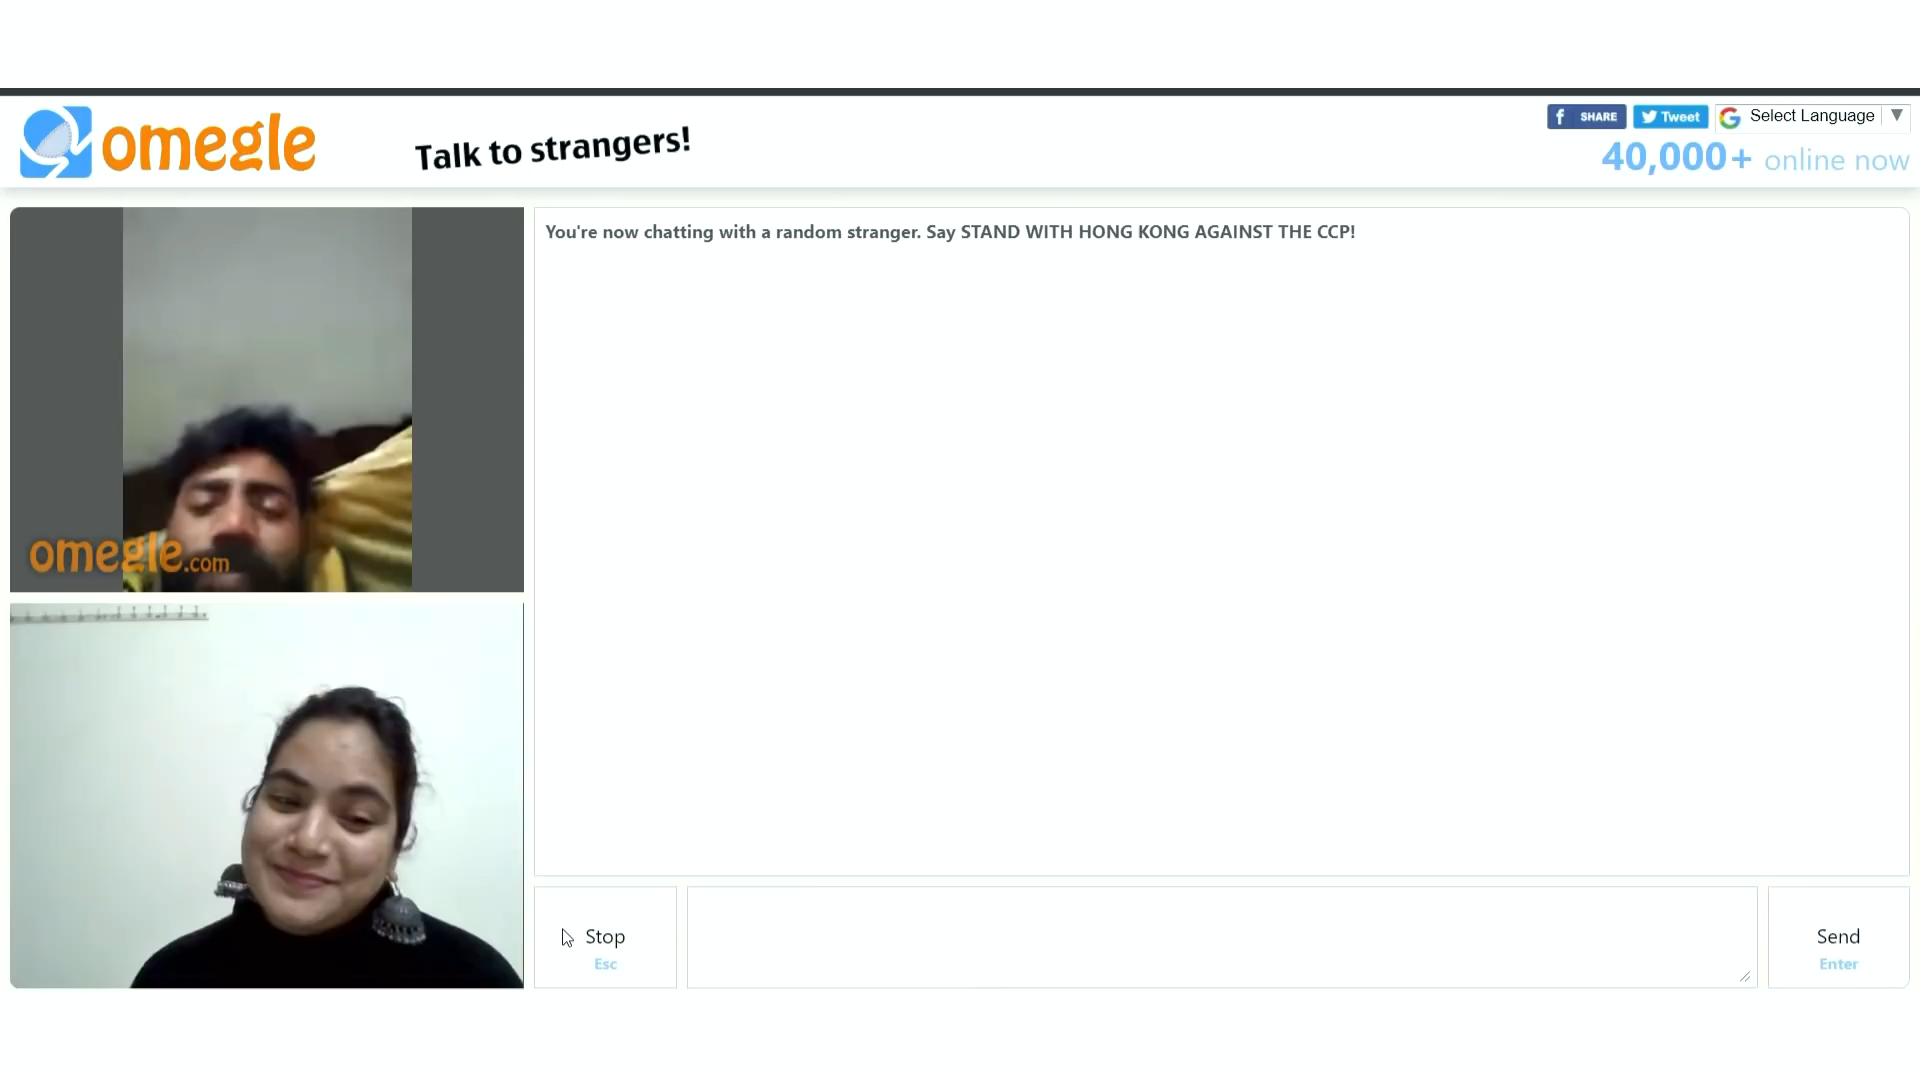 omegle
Talk to strangers!
f SHARE
Tweet
G Select Language ▼
40,000+ online now
omegle.com
You're now chatting with a random stranger. Say STAND WITH HONG KONG AGAINST THE CCP!
Stop
Esc
Send
Enter